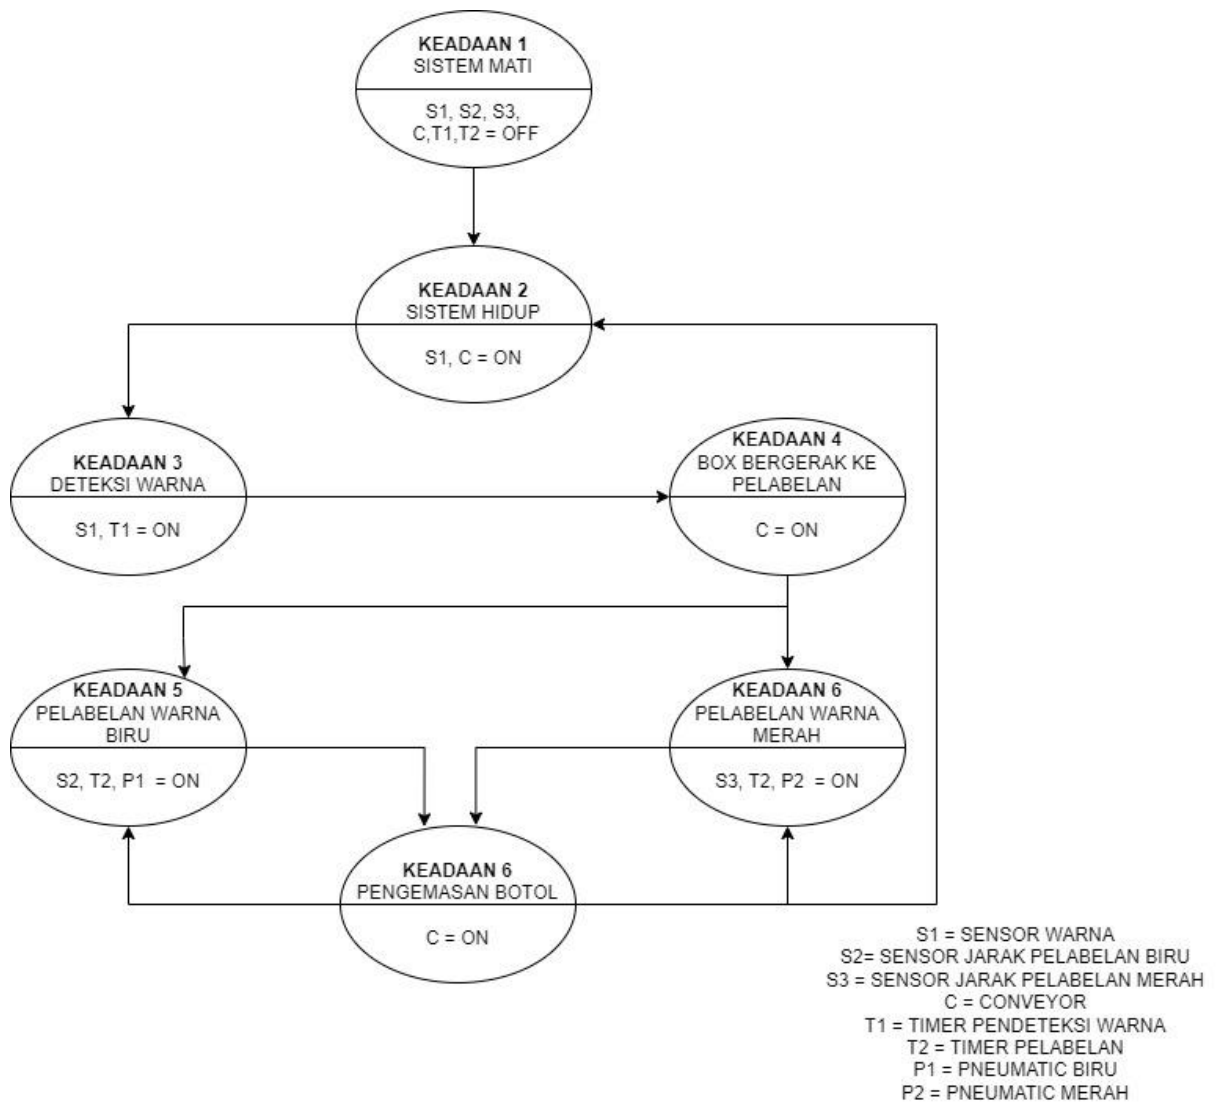 KEADAAN 1
SISTEM MATI
S1, S2, S3,
C,T1,T2 = OFF
KEADAAN 2
SISTEM HIDUP
S1, C = ON
KEADAAN 3
DETEKSI WARNA
S1, T1 = ON
KEADAAN 4
BOX BERGERAK KE
PELABELAN
C = ON
KEADAAN 5
PELABELAN WARNA
BIRU
S2, T2, P1 = ON
KEADAAN 6
PELABELAN WARNA
MERAH
S3, T2, P2 = ON
KEADAAN 6
PENGEMASAN BOTOL
C = ON
S1 = SENSOR WARNA
S2= SENSOR JARAK PELABELAN BIRU
S3 = SENSOR JARAK PELABELAN MERAH
C = CONVEYOR
T1 = TIMER PENDETEKSI WARNA
T2 = TIMER PELABELAN
P1 = PNEUMATIC BIRU
P2 = PNEUMATIC MERAH